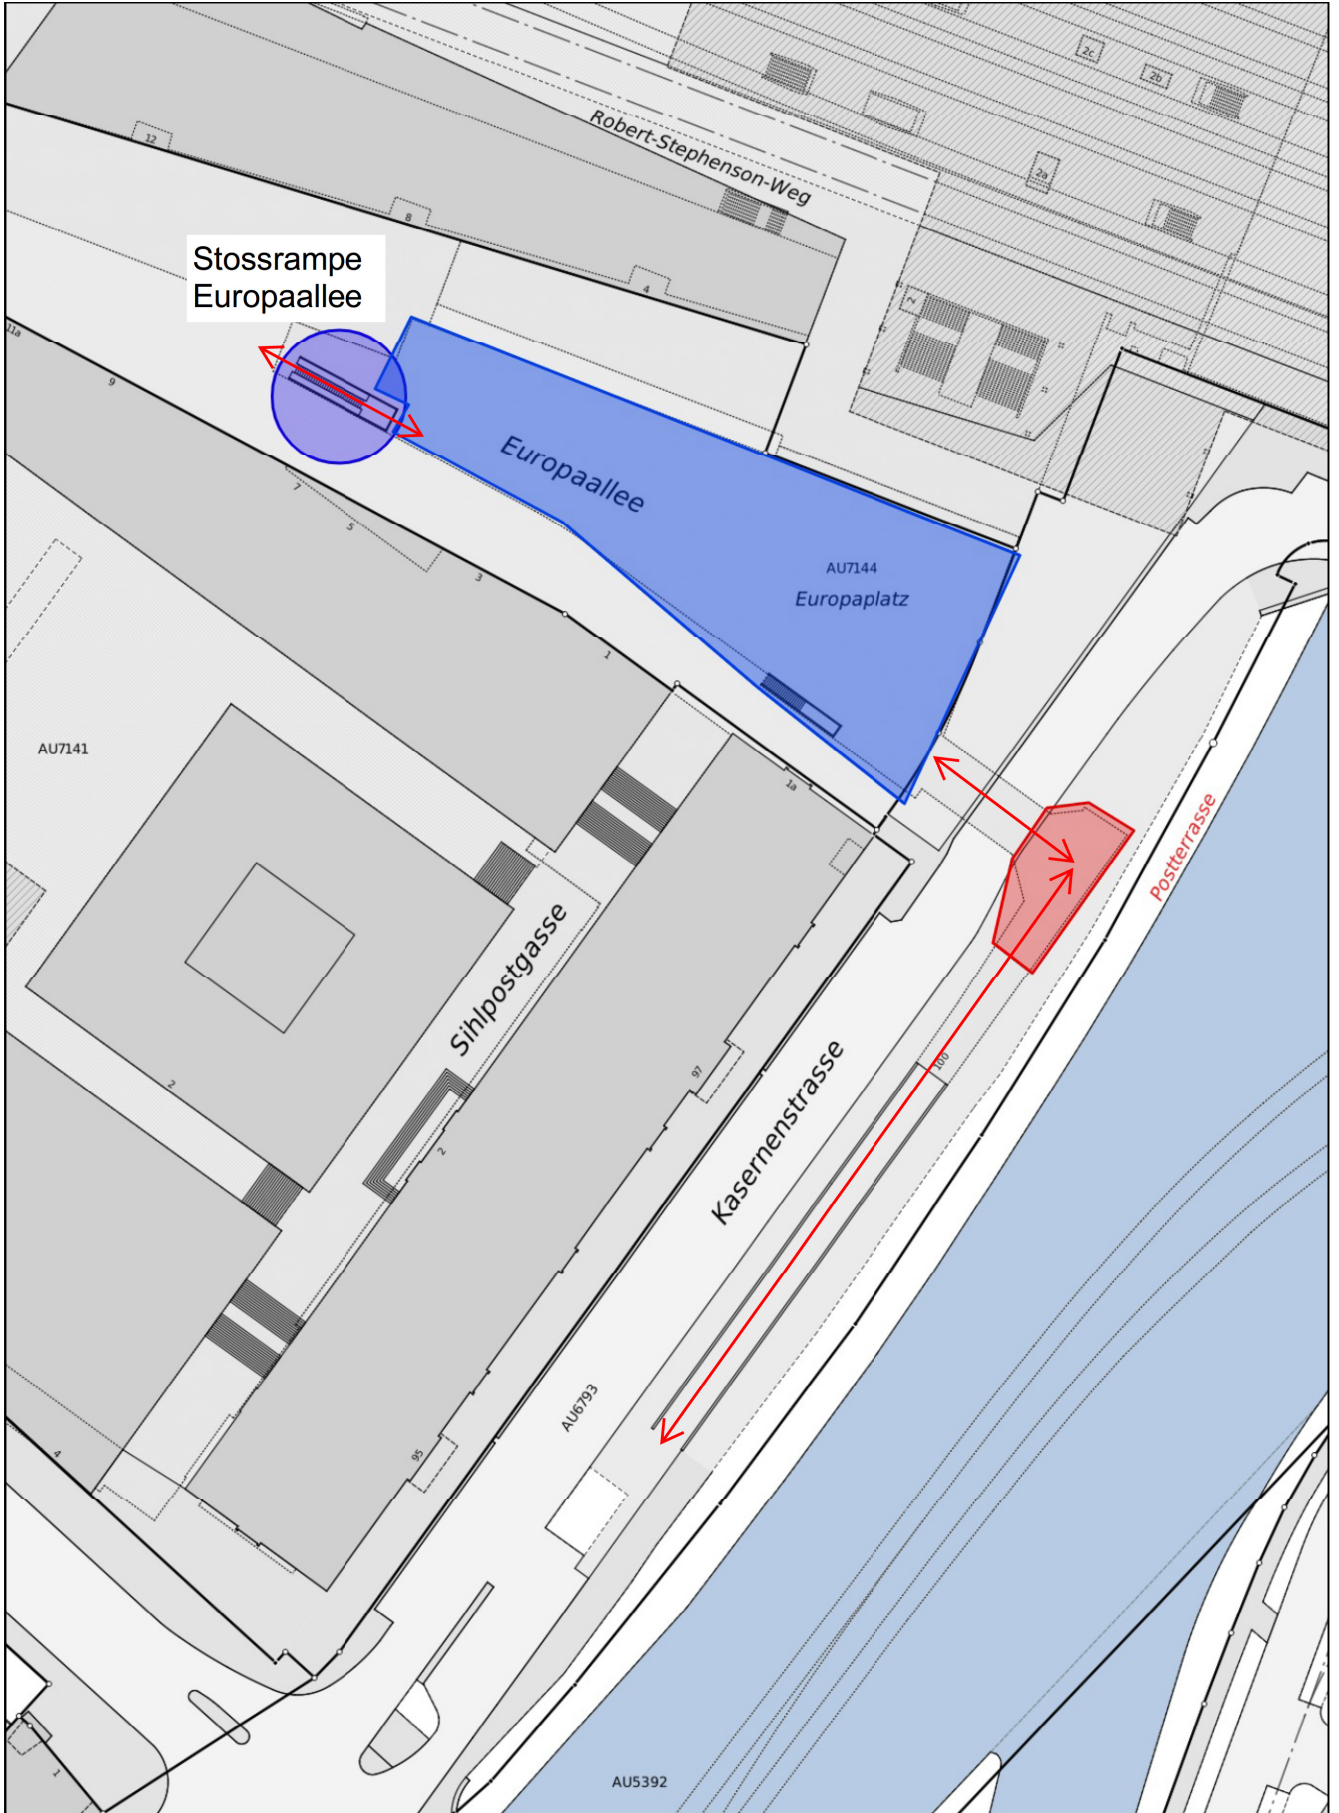 2c
2b
Robert-Stephenson-Weg
2a
12
8
Stossrampe
Europaallee
4
2
11a
9
Europaallee
7
5
3
AU7144
Europaplatz
1
AU7141
1a
Postterrasse
Sihlpostgasse
97
100
2
2
Kasernenstrasse
AU6793
4
95
1
AU5392